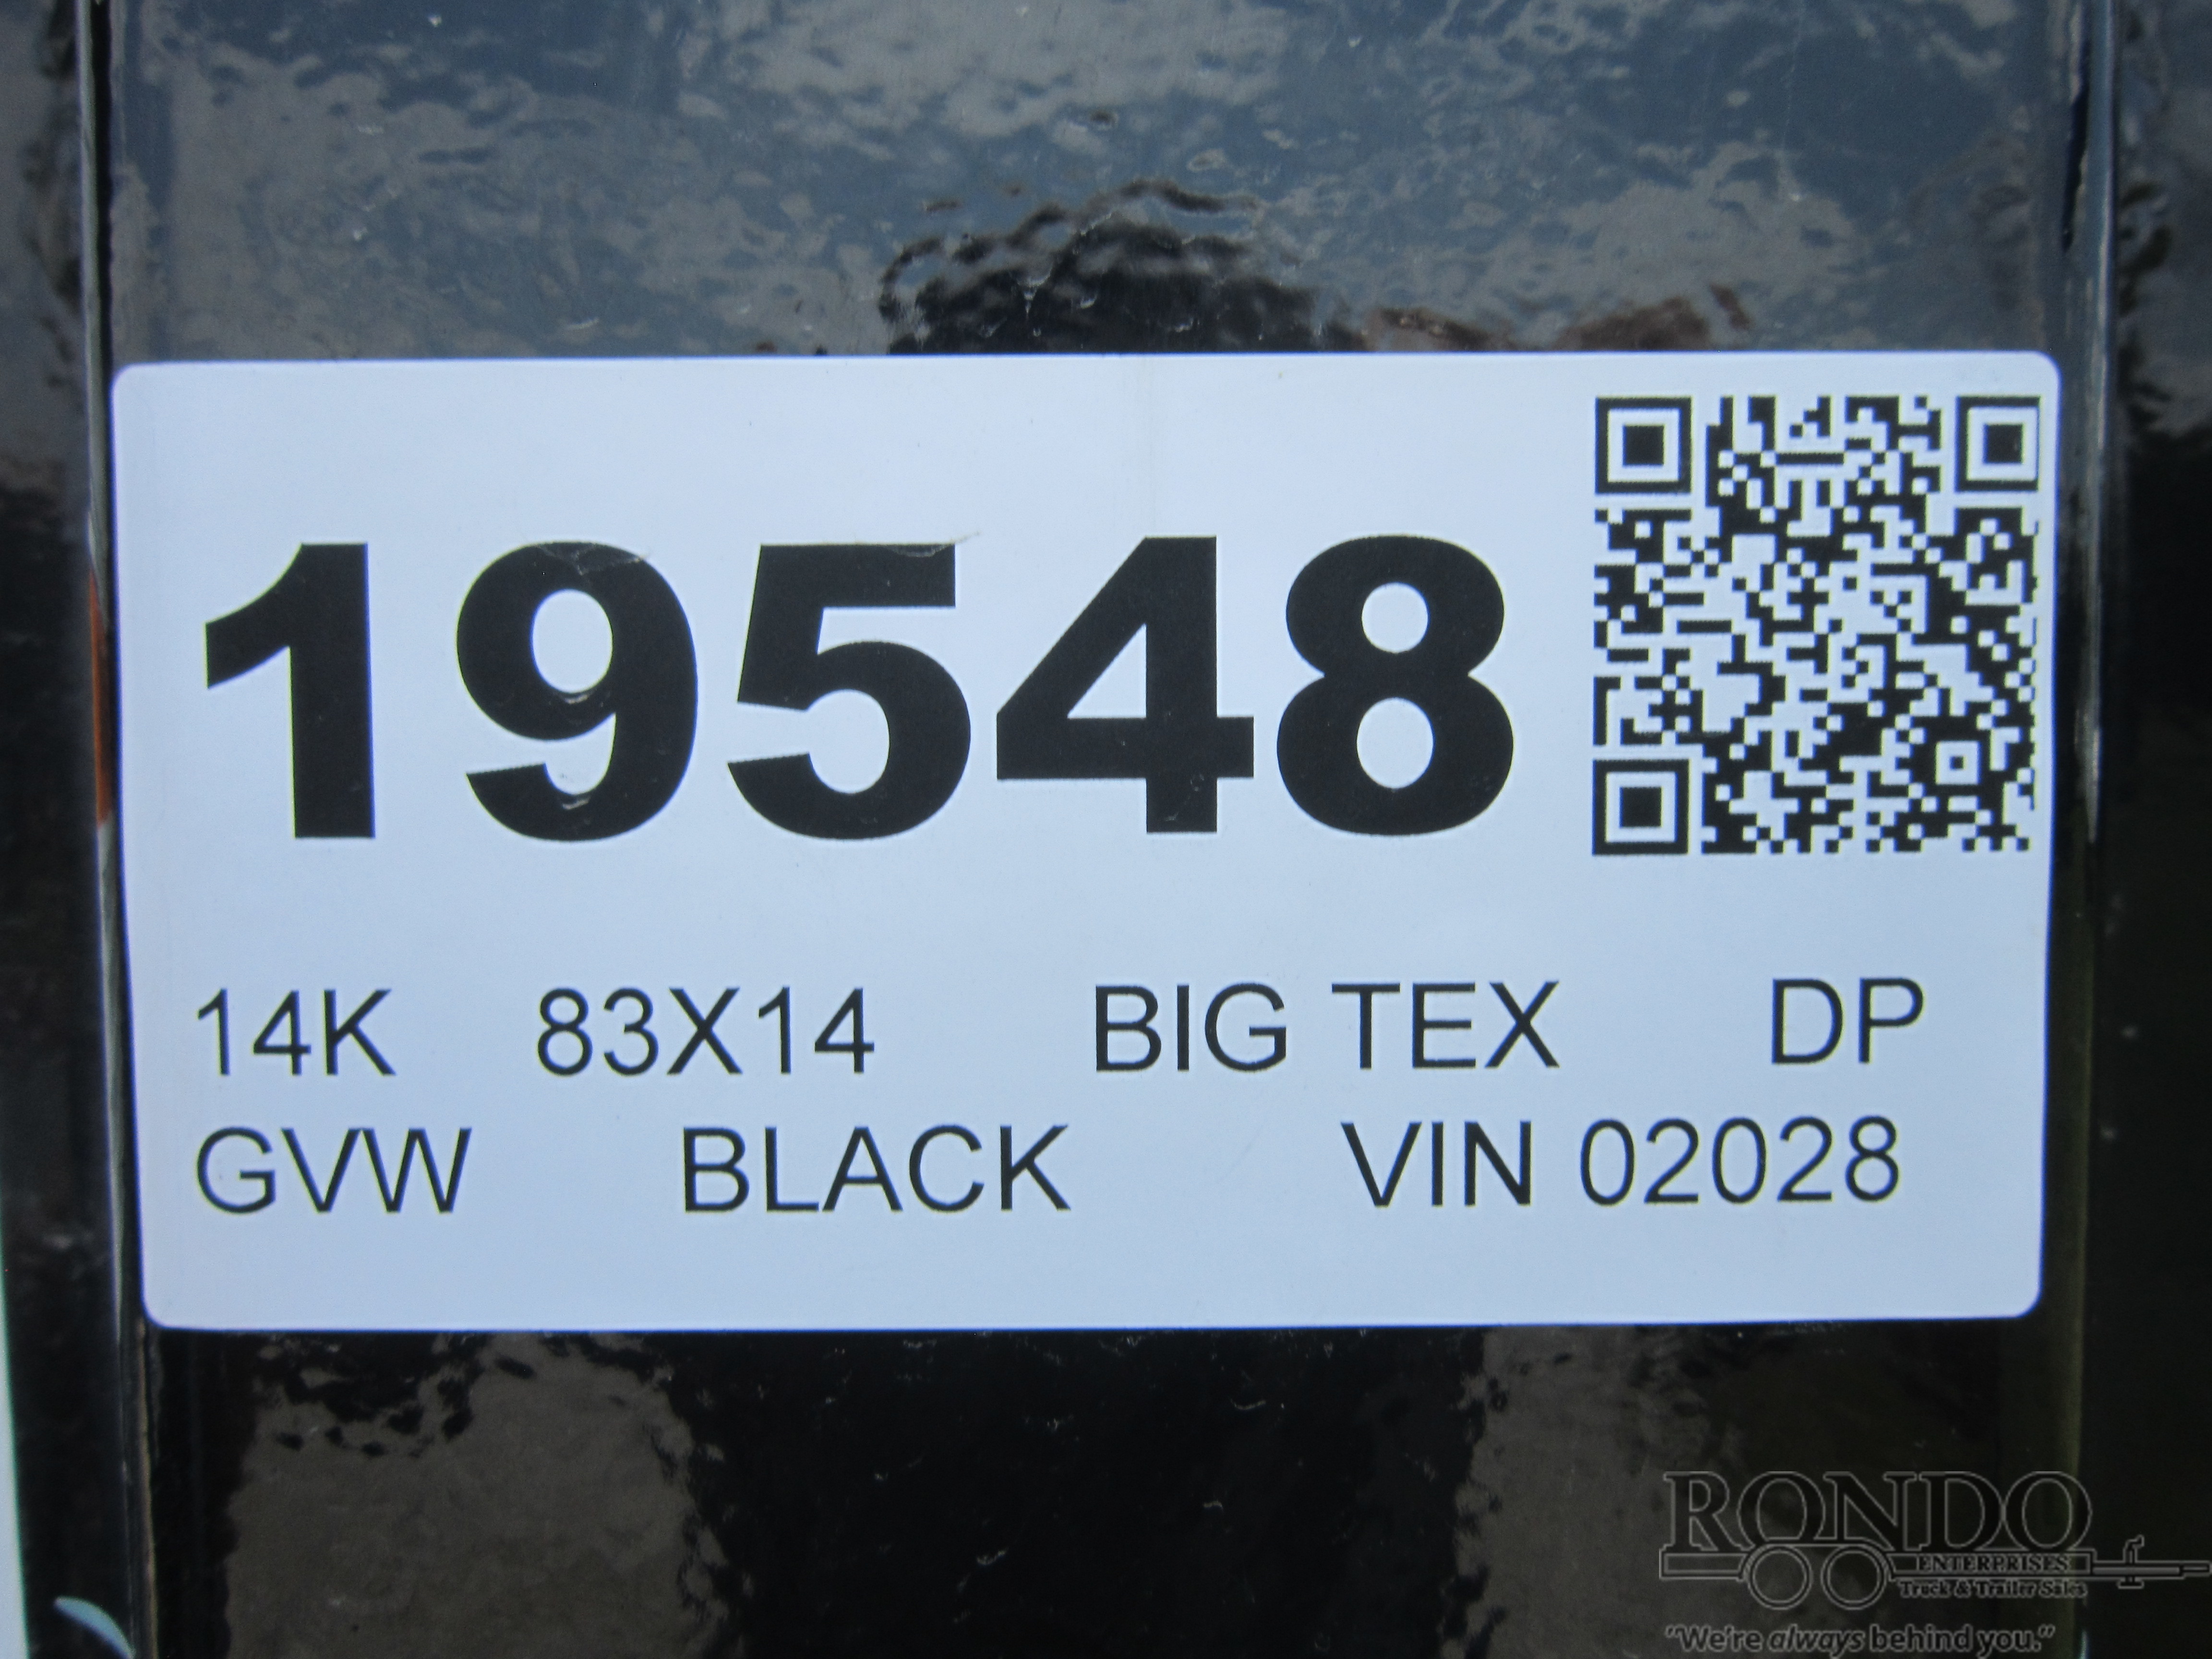 19548
14K 83X14 BIG TEX DP
GVW BLACK VIN 02028
RONDO
ENTERPRISES
Truck & Trailer Sales
"We're always behind you."